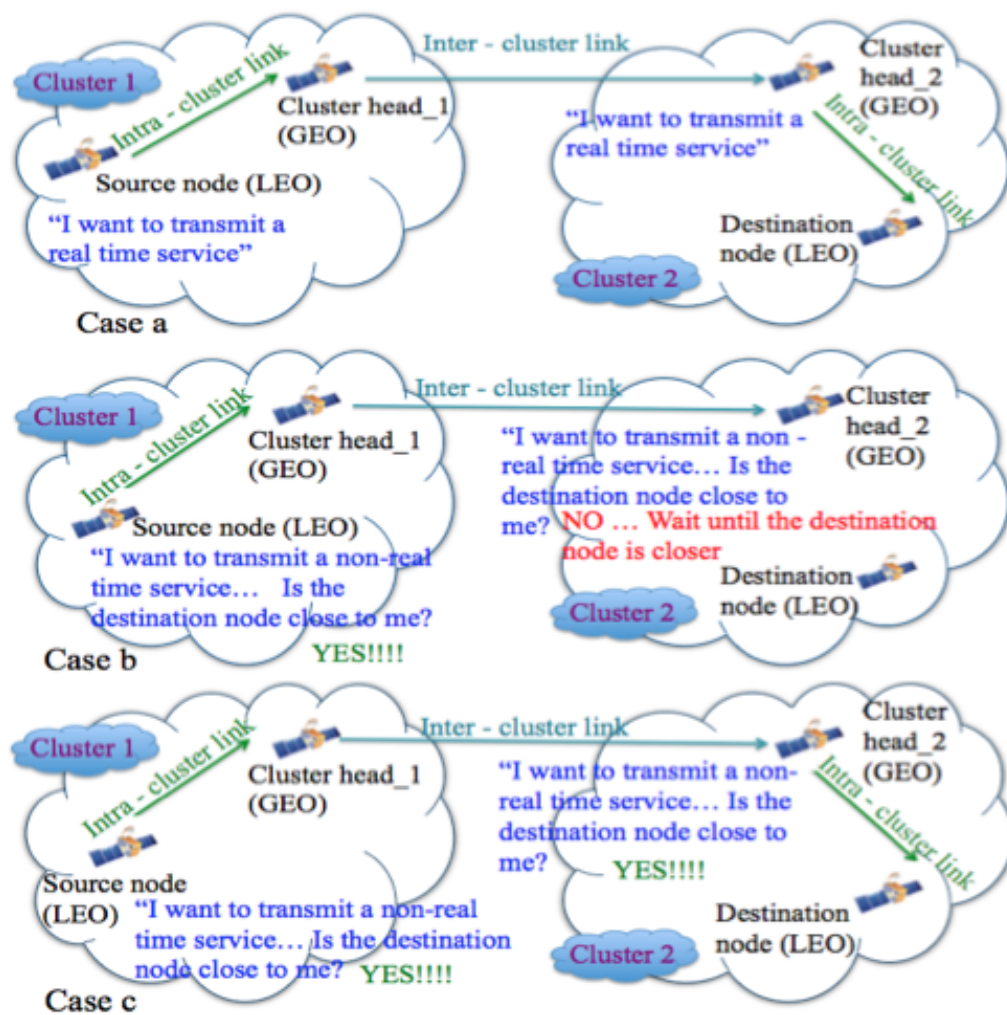 Cluster 1
Intra - cluster link
Cluster head_1
(GEO)
Source node (LEO)
“I want to transmit a
real time service”
Inter - cluster link
Cluster
head_2
(GEO)
“I want to transmit a
real time service”
Intra - cluster link
Destination
node (LEO)
Cluster 2
Case a
Cluster 1
Intra - cluster link
Cluster head_1
(GEO)
Source node (LEO)
“I want to transmit a non-real
time service… Is the
destination node close to me?
YES!!!!
Inter - cluster link
Cluster
head_2
(GEO)
“I want to transmit a non -
real time service… Is the
destination node close to
me? NO … Wait until the destination
node is closer
Destination
node (LEO)
Cluster 2
Case b
Cluster 1
Intra - cluster link
Cluster head_1
(GEO)
Source node
(LEO)
“I want to transmit a non-real
time service… Is the destination
node close to me? YES!!!!
Inter - cluster link
Cluster
head_2
(GEO)
“I want to transmit a non-
real time service… Is the
destination node close to
me?
YES!!!!
Intra - cluster link
Destination
node (LEO)
Cluster 2
Case c